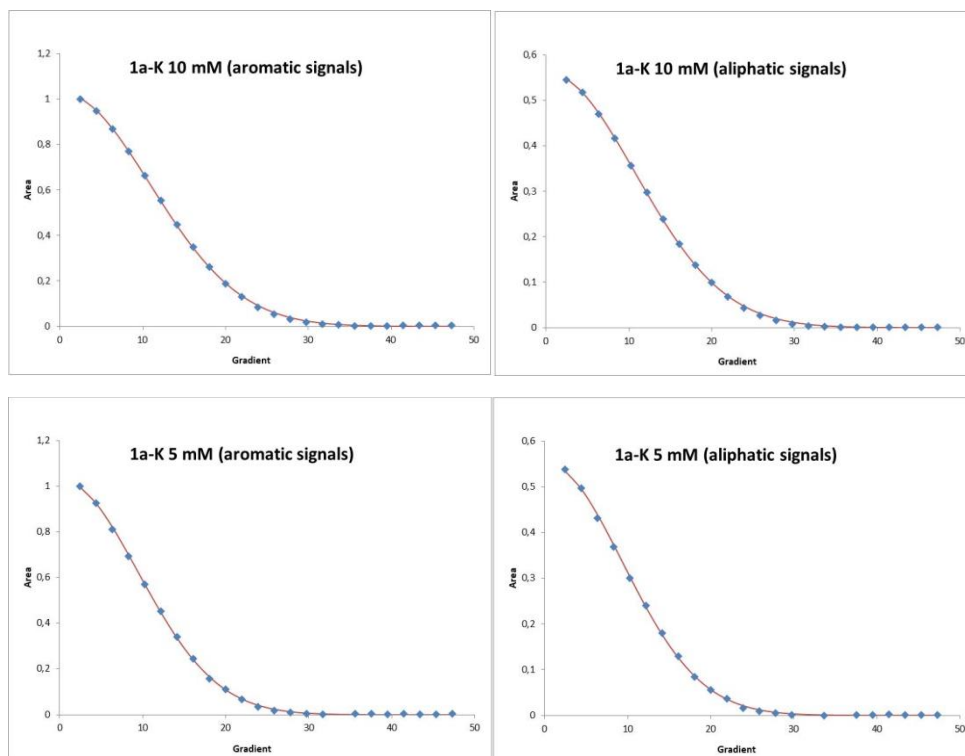 1a-K 10 mM (aromatic signals)
1,2
1
0,8
0,6
0,4
0,2
0
Area
0 10 20 30 40 50
Gradient
1a-K 10 mM (aliphatic signals)
0,6
0,5
0,4
0,3
0,2
0,1
0
Area
0 10 20 30 40 50
Gradient
1a-K 5 mM (aromatic signals)
1,2
1
0,8
0,6
0,4
0,2
0
Area
0 10 20 30 40 50
Gradient
1a-K 5 mM (aliphatic signals)
0,6
0,5
0,4
0,3
0,2
0,1
0
Area
0 10 20 30 40 50
Gradient